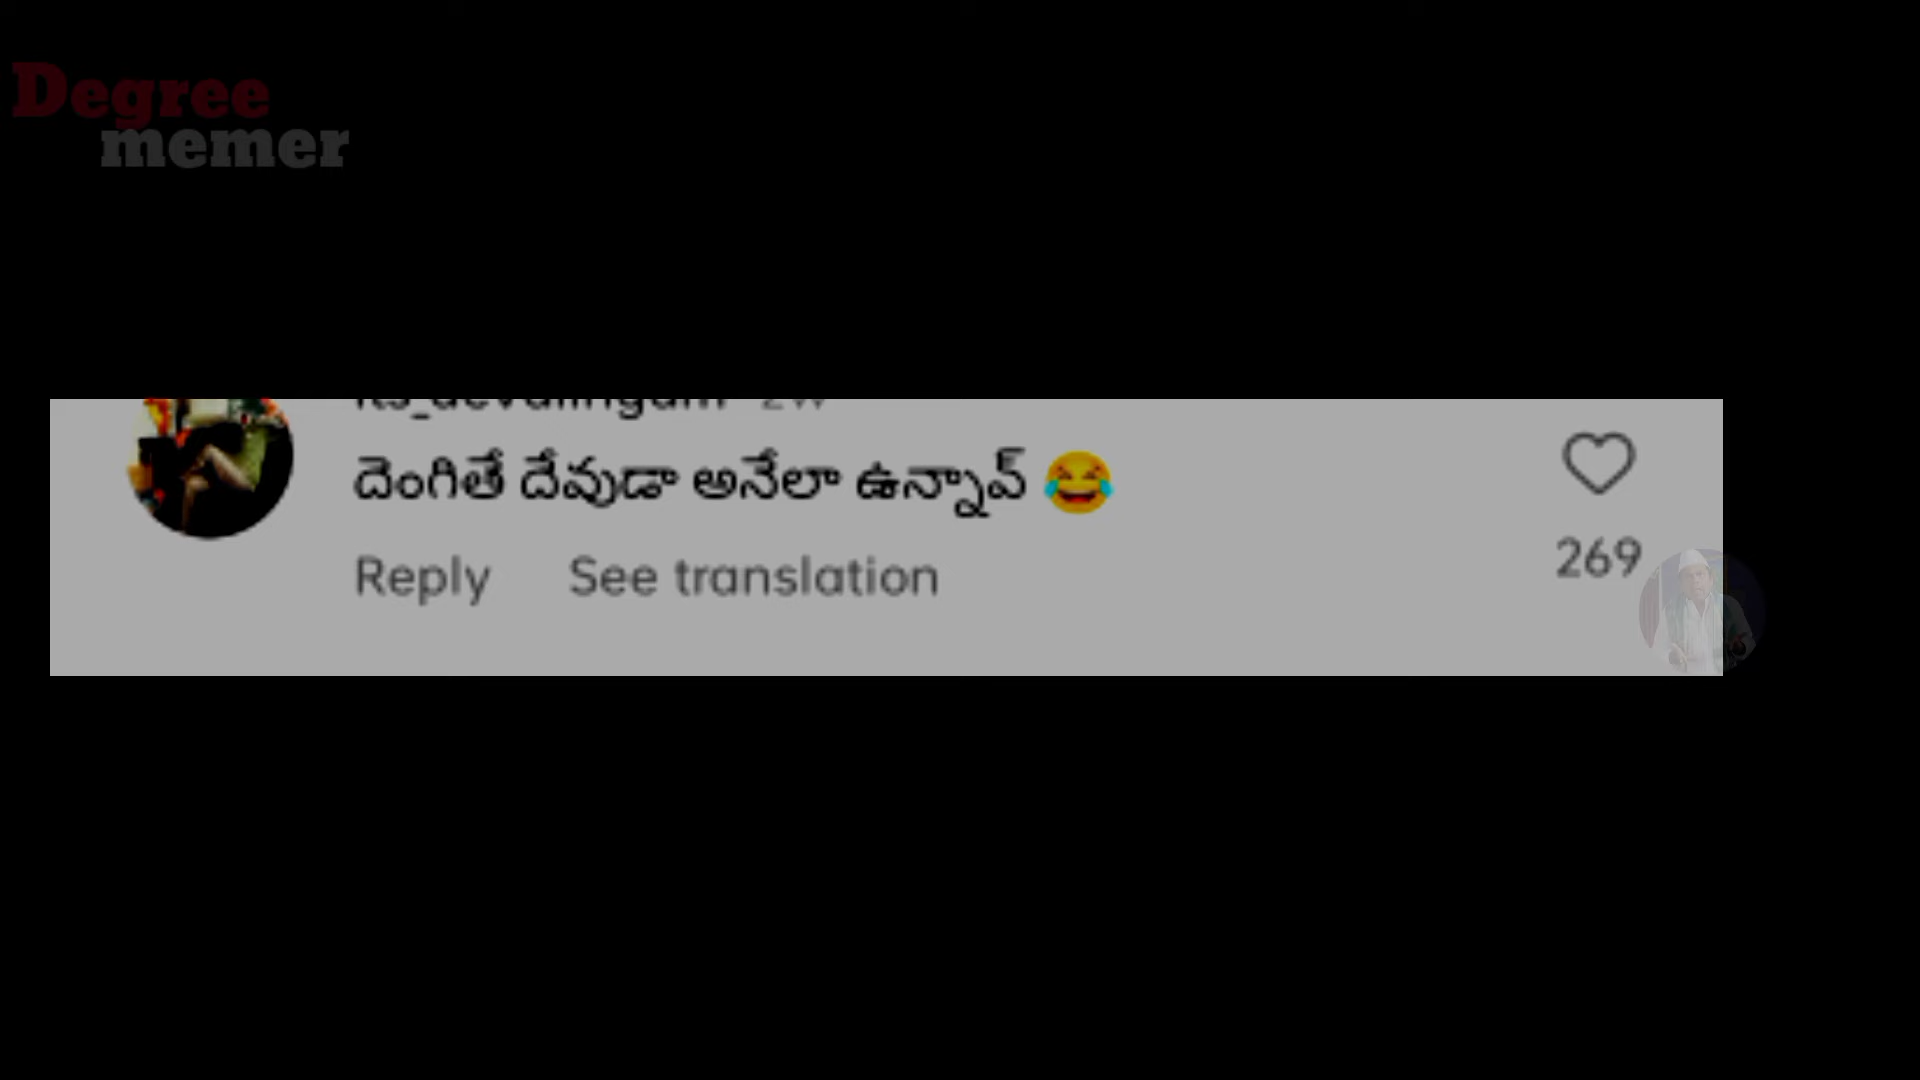 Degree
memer
దెంగితే దేవుడా అనేలా ఉన్నావ్ 😂
Reply See translation
269